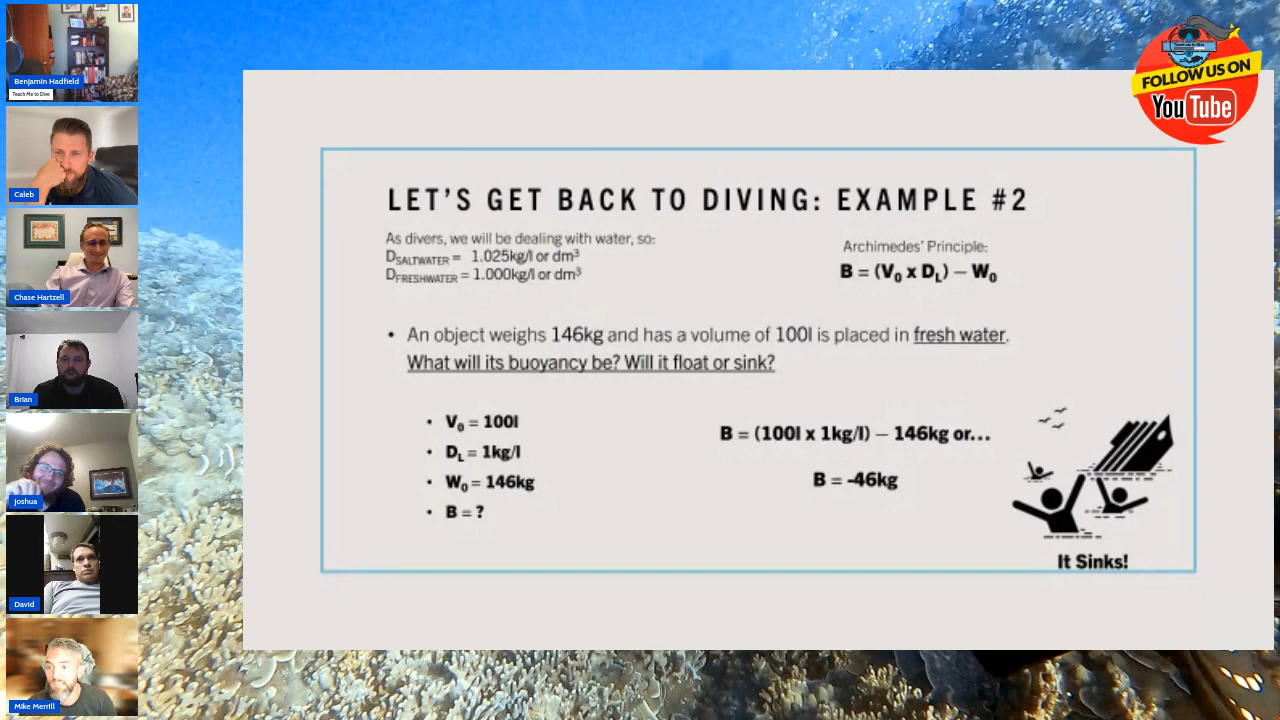 Benjamin Hadfield
Teach Me to Dive
Caleb
Chase Hartzell
Brian
Joshua
David
Mike Merrill
Teach me to Dive
FOLLOW US ON
YouTube
LET'S GET BACK TO DIVING: EXAMPLE #2
As divers, we will be dealing with water, so:
DSALTWATER = 1.025kg/l or dm³
DFRESHWATER = 1.000kg/l or dm³
Archimedes' Principle:
B = (V₀ x DL) – W₀
• An object weighs 146kg and has a volume of 100l is placed in fresh water.
What will its buoyancy be? Will it float or sink?
• V₀ = 100l
• DL = 1kg/l
• W₀ = 146kg
• B = ?
B = (100l x 1kg/l) – 146kg or...
B = -46kg
It Sinks!